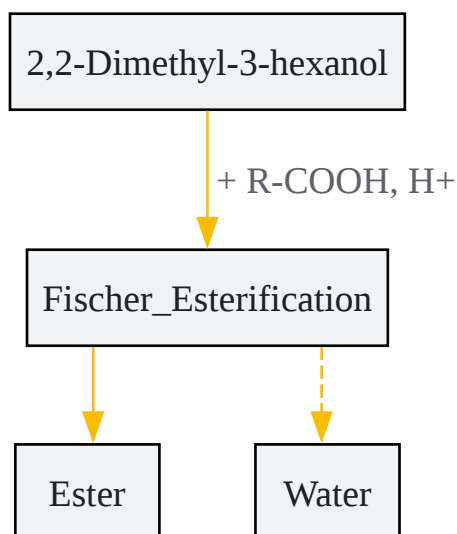 2,2-Dimethyl-3-hexanol
+ R-COOH, H+
Fischer_Esterification
Ester
Water